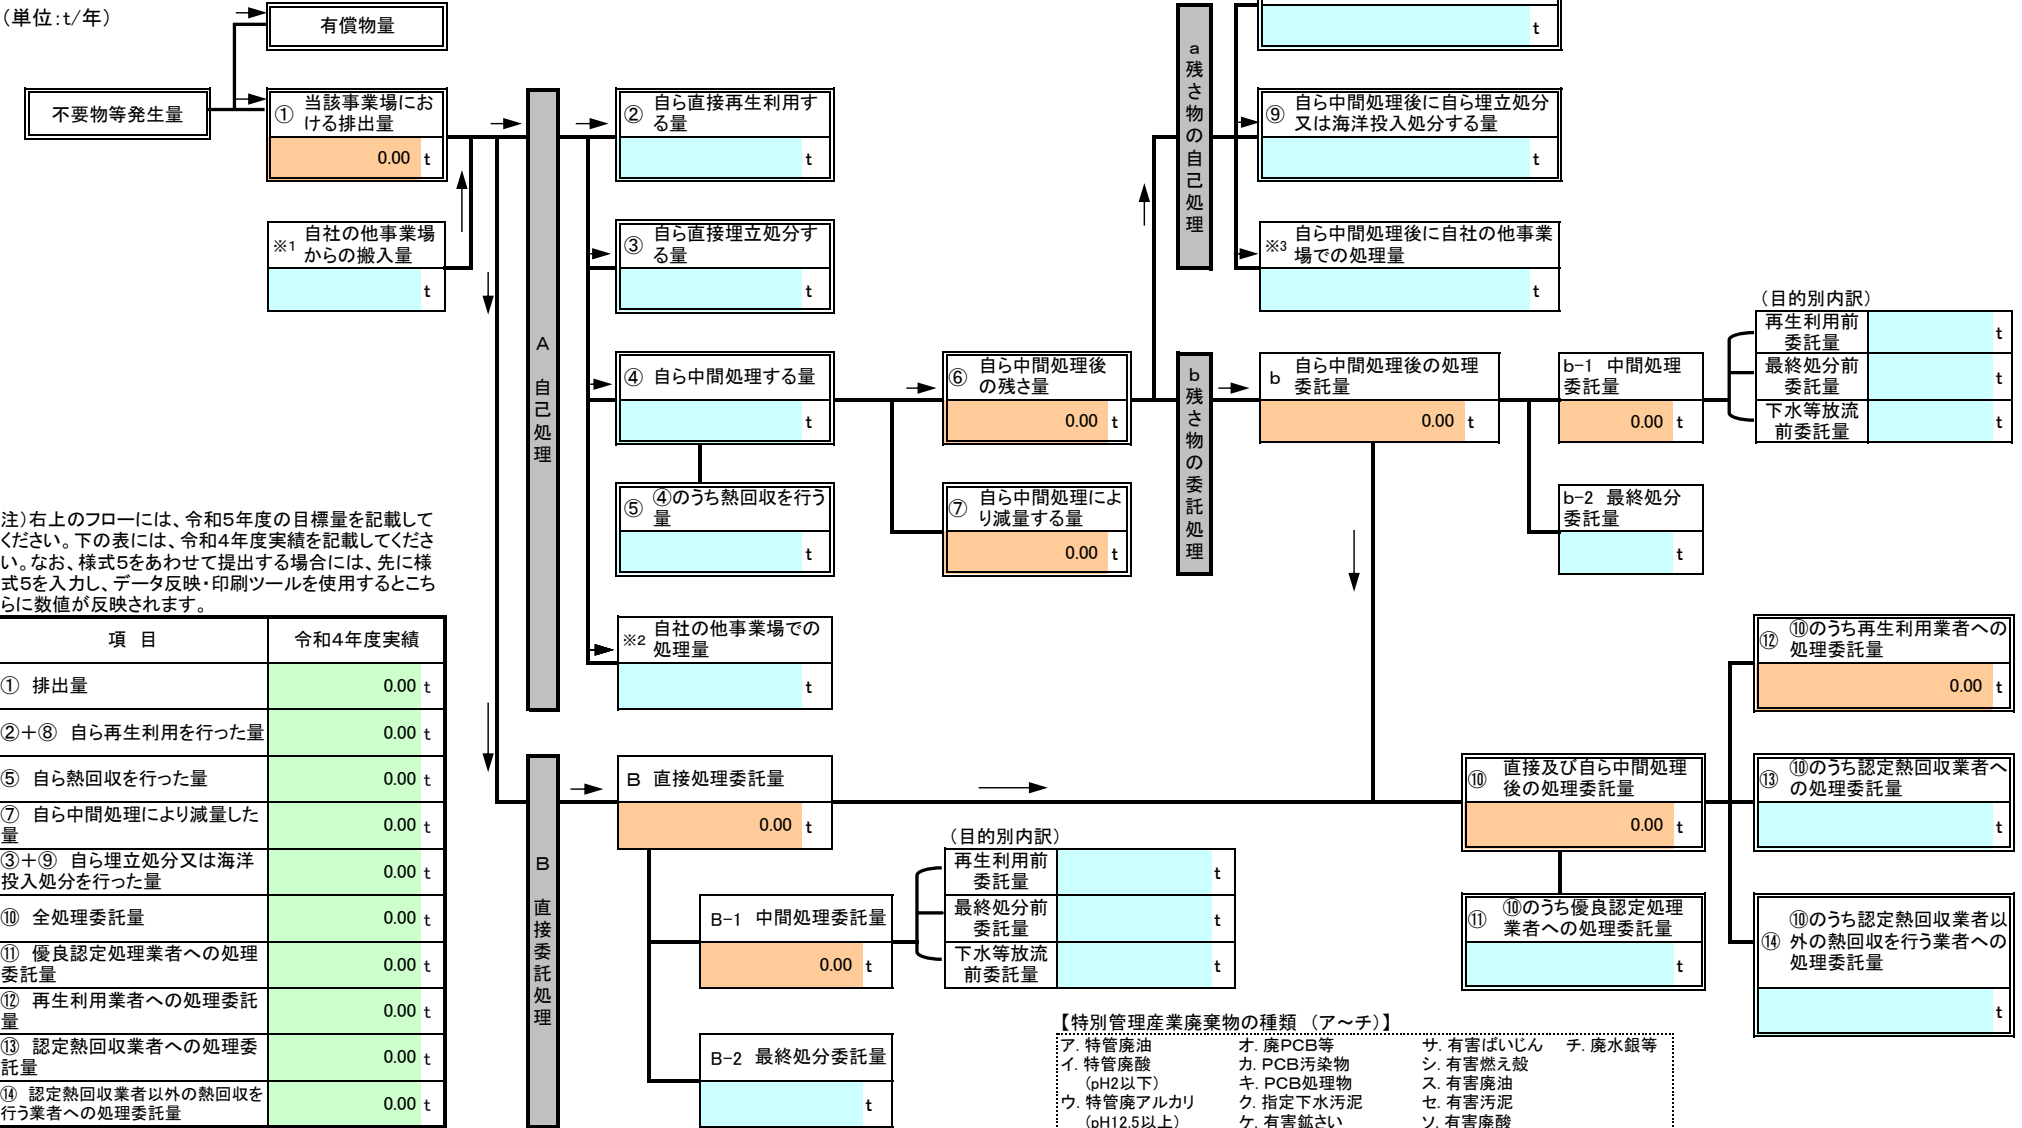 （単位:t/年）
有償物量
不要物等発生量
① 当該事業場にお
ける排出量
0.00 t
※1 自社の他事業場
からの搬入量
t
A 自己処理
② 自ら直接再生利用す
る量
t
③ 自ら直接埋立処分す
る量
t
④ 自ら中間処理する量
t
⑤ ④のうち熱回収を行う
量
t
※2 自社の他事業場での
処理量
t
⑥ 自ら中間処理後
の残さ量
0.00 t
⑦ 自ら中間処理によ
り減量する量
0.00 t
a 残さ物の自己処理
t
⑨ 自ら中間処理後に自ら埋立処分
又は海洋投入処分する量
t
※3 自ら中間処理後に自社の他事業
場での処理量
t
b 残さ物の委託処理
b 自ら中間処理後の処理
委託量
0.00 t
b-1 中間処理
委託量
0.00 t
b-2 最終処分
委託量
t
（目的別内訳）
再生利用前
委託量
t
最終処分前
委託量
t
下水等放流
前委託量
t
注）右上のフローには、令和5年度の目標量を記載して
ください。下の表には、令和4年度実績を記載してくださ
い。なお、様式5をあわせて提出する場合には、先に様
式5を入力し、データ反映・印刷ツールを使用するとこち
らに数値が反映されます。
項 目 令和4年度実績
① 排出量 0.00 t
②＋⑧ 自ら再生利用を行った量 0.00 t
⑤ 自ら熱回収を行った量 0.00 t
⑦ 自ら中間処理により減量した
量 0.00 t
③＋⑨ 自ら埋立処分又は海洋
投入処分を行った量 0.00 t
⑩ 全処理委託量 0.00 t
⑪ 優良認定処理業者への処理
委託量 0.00 t
⑫ 再生利用業者への処理委託
量 0.00 t
⑬ 認定熱回収業者への処理委
託量 0.00 t
⑭ 認定熱回収業者以外の熱回収を
行う業者への処理委託量 0.00 t
B 直接委託処理
B 直接処理委託量
0.00 t
B-1 中間処理委託量
0.00 t
B-2 最終処分委託量
t
（目的別内訳）
再生利用前
委託量
t
最終処分前
委託量
t
下水等放流
前委託量
t
⑩ 直接及び自ら中間処理
後の処理委託量
0.00 t
⑪ ⑩のうち優良認定処理
業者への処理委託量
t
⑫ ⑩のうち再生利用業者への
処理委託量
0.00 t
⑬ ⑩のうち認定熱回収業者へ
の処理委託量
t
⑭ ⑩のうち認定熱回収業者以
外の熱回収を行う業者への
処理委託量
t
【特別管理産業廃棄物の種類 （ア～チ）】
ア. 特管廃油 オ. 廃PCB等 サ. 有害ばいじん チ. 廃水銀等
イ. 特管廃酸 カ. PCB汚染物 シ. 有害燃え殻
（pH2以下） キ. PCB処理物 ス. 有害廃油
ウ. 特管廃アルカリ ク. 指定下水汚泥 セ. 有害汚泥
（pH12.5以上） ケ. 有害鉱さい ソ. 有害廃酸